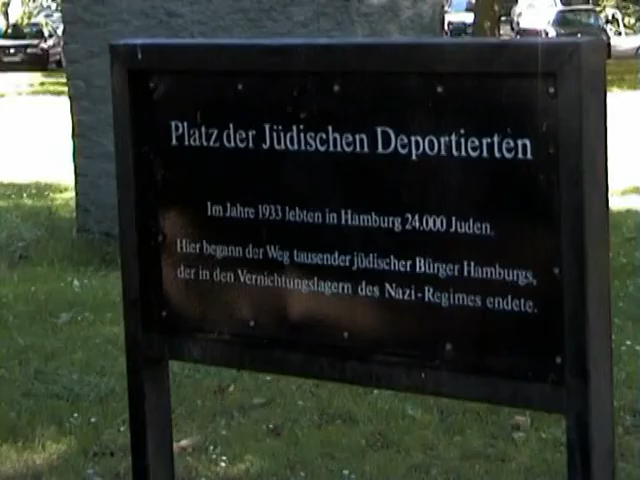 Platz der Jüdischen Deportierten
Im Jahre 1933 lebten in Hamburg 24.000 Juden.
Hier begann der Weg tausender jüdischer Bürger Hamburgs,
der in den Vernichtungslagern des Nazi-Regimes endete.